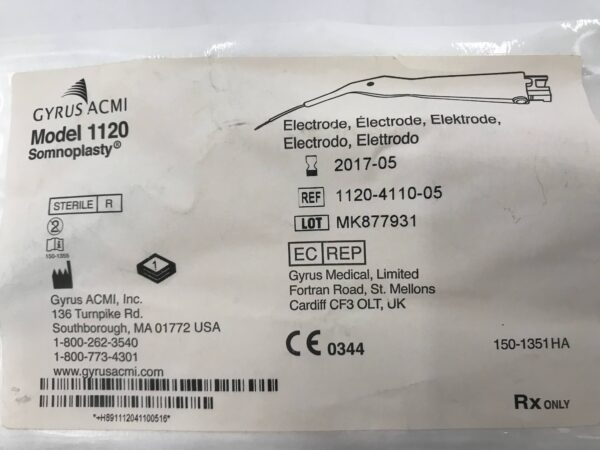 GYRUS ACMI
Model 1120
Somnoplasty®
STERILE R
2
150-1355
1
Gyrus ACMI, Inc.
136 Turnpike Rd.
Southborough, MA 01772 USA
1-800-262-3540
1-800-773-4301
www.gyrusacmi.com
*+H891112041100516*
Electrode, Électrode, Elektrode,
Electrodo, Elettrodo
2017-05
REF 1120-4110-05
LOT MK877931
EC REP
Gyrus Medical, Limited
Fortran Road, St. Mellons
Cardiff CF3 OLT, UK
CE 0344
150-1351HA
Rx ONLY